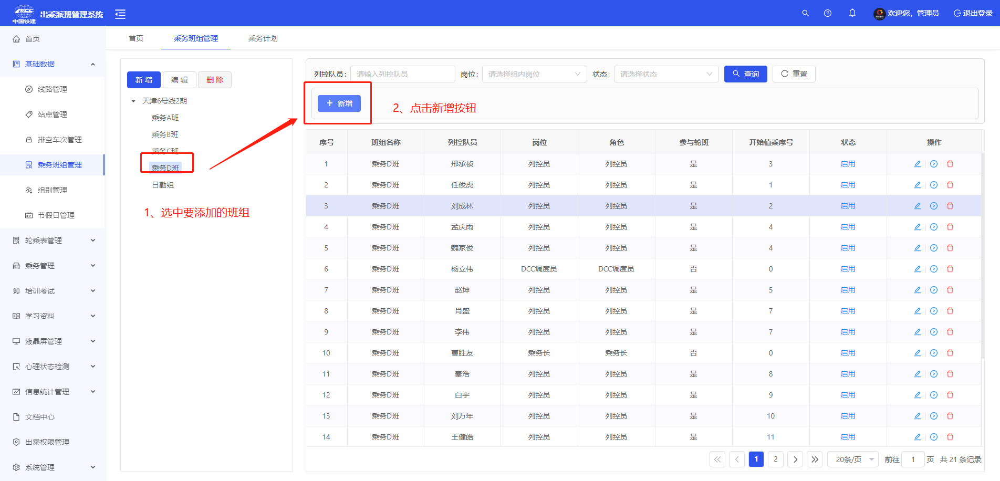 CRCC
中国铁建
出乘派班管理系统
欢迎您，管理员
退出登录
首页
基础数据
线路管理
站点管理
排空车次管理
乘务班组管理
组别管理
节假日管理
轮乘表管理
乘务管理
知 培训考试
学习资料
液晶屏管理
心理状态检测
信息统计管理
文档中心
出乘权限管理
系统管理
首页 乘务班组管理 乘务计划
新 增 编 辑 删 除
天津6号线2期
乘务A班
乘务B班
乘务C班
乘务D班
日勤组
1、选中要添加的班组
列控队员： 请输入列控队员 岗位： 请选择组内岗位 状态： 请选择状态 查询 重置
+ 新增
2、点击新增按钮
序号 班组名称 列控队员 岗位 角色 参与轮班 开始值乘序号 状态 操作
1 乘务D班 邢承祯 列控员 列控员 是 3 启用
2 乘务D班 任俊虎 列控员 列控员 是 1 启用
3 乘务D班 刘成林 列控员 列控员 是 2 启用
4 乘务D班 孟庆雨 列控员 列控员 是 4 启用
5 乘务D班 魏家俊 列控员 列控员 是 4 启用
6 乘务D班 杨立伟 DCC调度员 DCC调度员 否 0 启用
7 乘务D班 赵坤 列控员 列控员 是 5 启用
8 乘务D班 肖盛 列控员 列控员 是 7 启用
9 乘务D班 李伟 列控员 列控员 是 7 启用
10 乘务D班 曹胜友 乘务长 乘务长 否 0 启用
11 乘务D班 秦浩 列控员 列控员 是 8 启用
12 乘务D班 白宇 列控员 列控员 是 9 启用
13 乘务D班 刘万年 列控员 列控员 是 10 启用
14 乘务D班 王健皓 列控员 列控员 是 11 启用
1 2 20条/页 前往 1 页 共 21 条记录